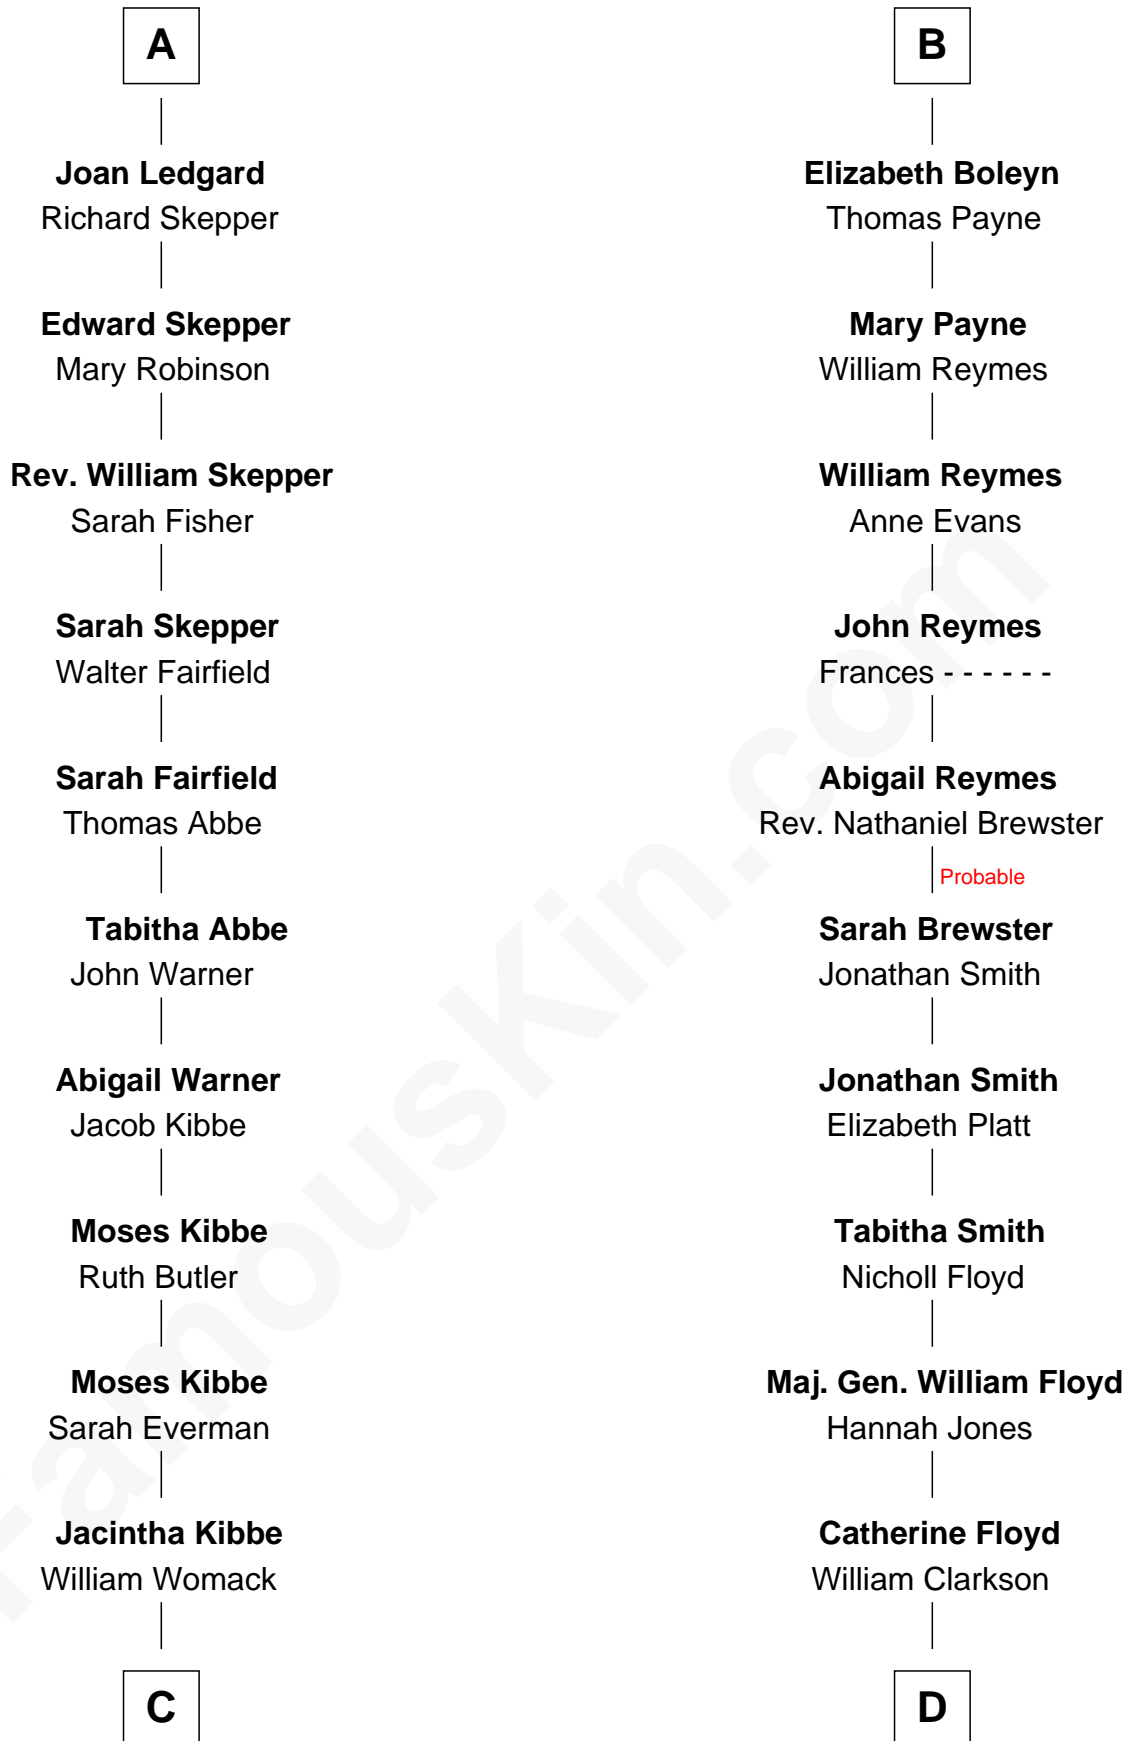 A
Joan Ledgard
Richard Skepper
Edward Skepper
Mary Robinson
Rev. William Skepper
Sarah Fisher
Sarah Skepper
Walter Fairfield
Sarah Fairfield
Thomas Abbe
Tabitha Abbe
John Warner
Abigail Warner
Jacob Kibbe
Moses Kibbe
Ruth Butler
Moses Kibbe
Sarah Everman
Jacintha Kibbe
William Womack
C
B
Elizabeth Boleyn
Thomas Payne
Mary Payne
William Reymes
William Reymes
Anne Evans
John Reymes
Frances - - - - - -
Abigail Reymes
Rev. Nathaniel Brewster
Probable
Sarah Brewster
Jonathan Smith
Jonathan Smith
Elizabeth Platt
Tabitha Smith
Nicholl Floyd
Maj. Gen. William Floyd
Hannah Jones
Catherine Floyd
William Clarkson
D
FamousKin.com